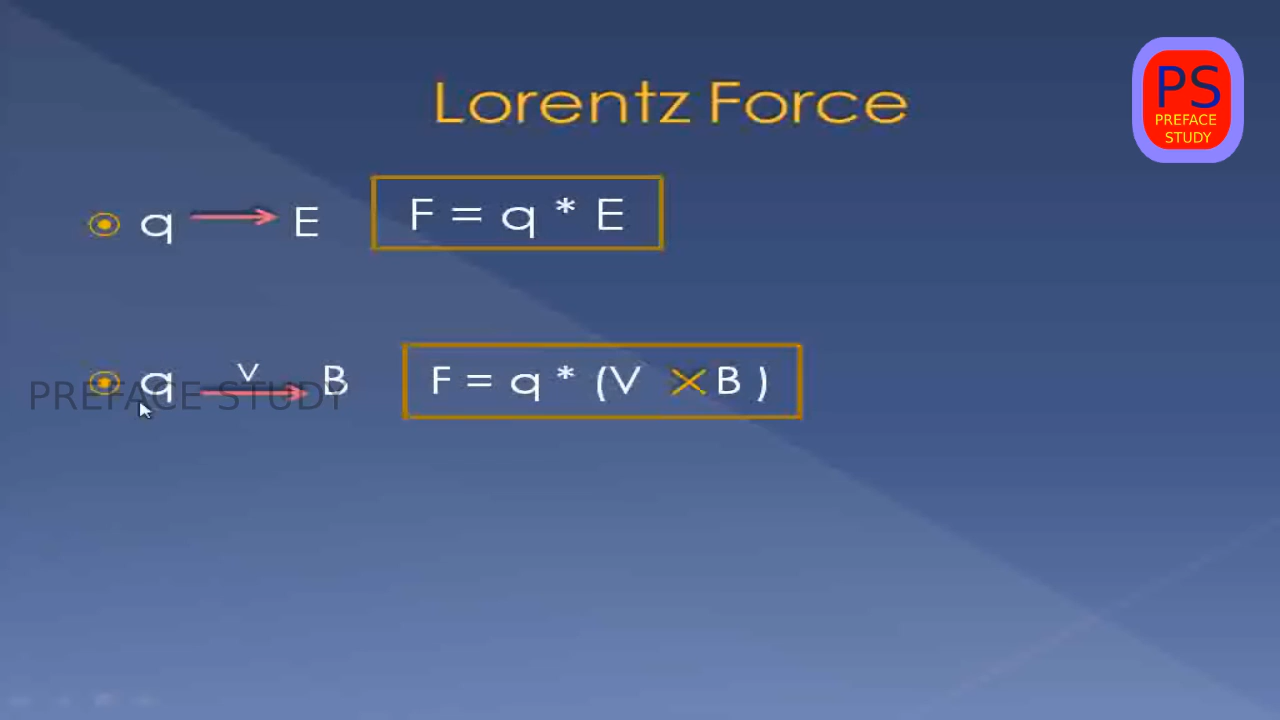 Lorentz Force
PS
PREFACE
STUDY
q ⟶ E F = q * E
q V ⟶ B F = q * (V × B )
PREFACE STUDY